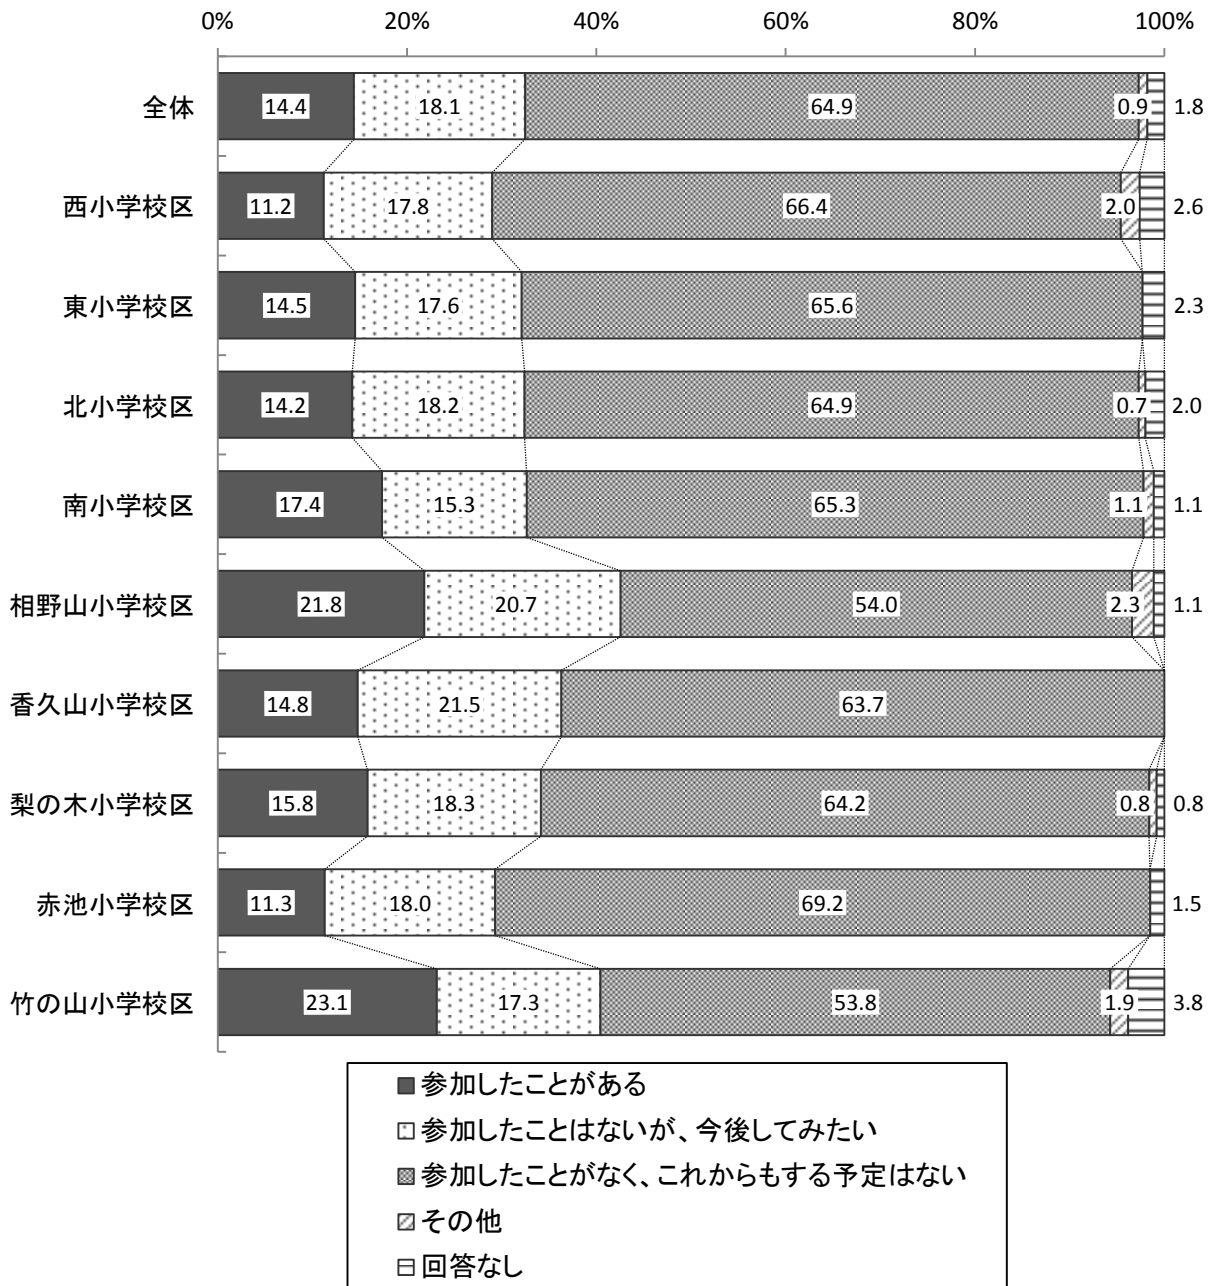 0% 20% 40% 60% 80% 100%
全体 14.4 18.1 64.9 0.9 1.8
西小学校区 11.2 17.8 66.4 2.0 2.6
東小学校区 14.5 17.6 65.6 2.3
北小学校区 14.2 18.2 64.9 0.7 2.0
南小学校区 17.4 15.3 65.3 1.1 1.1
相野山小学校区 21.8 20.7 54.0 2.3 1.1
香久山小学校区 14.8 21.5 63.7
梨の木小学校区 15.8 18.3 64.2 0.8 0.8
赤池小学校区 11.3 18.0 69.2 1.5
竹の山小学校区 23.1 17.3 53.8 1.9 3.8
参加したことがある
参加したことはないが、今後してみたい
参加したことがなく、これからもする予定はない
その他
回答なし